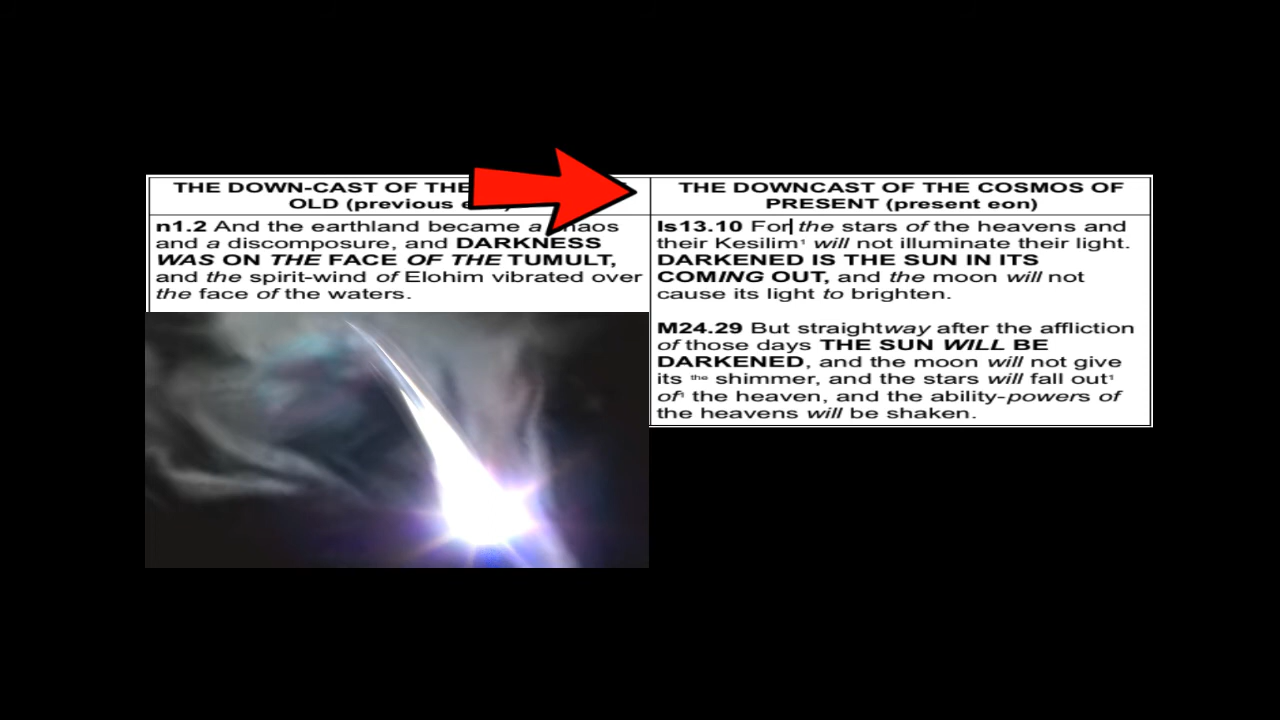 THE DOWN-CAST OF THE
OLD (previous
n1.2 And the earthland became a
and a discomposure, and DARKNESS
WAS ON THE FACE OF THE TUMULT,
and the spirit-wind of Elohim vibrated over
the face of the waters.
THE DOWNCAST OF THE COSMOS OF
PRESENT (present eon)
Is13.10 For the stars of the heavens and
their Kesilim¹ will not illuminate their light.
DARKENED IS THE SUN IN ITS
COMING OUT, and the moon will not
cause its light to brighten.
M24.29 But straightway after the affliction
of those days THE SUN WILL BE
DARKENED, and the moon will not give
its the shimmer, and the stars will fall out¹
of¹ the heaven, and the ability-powers of
the heavens will be shaken.